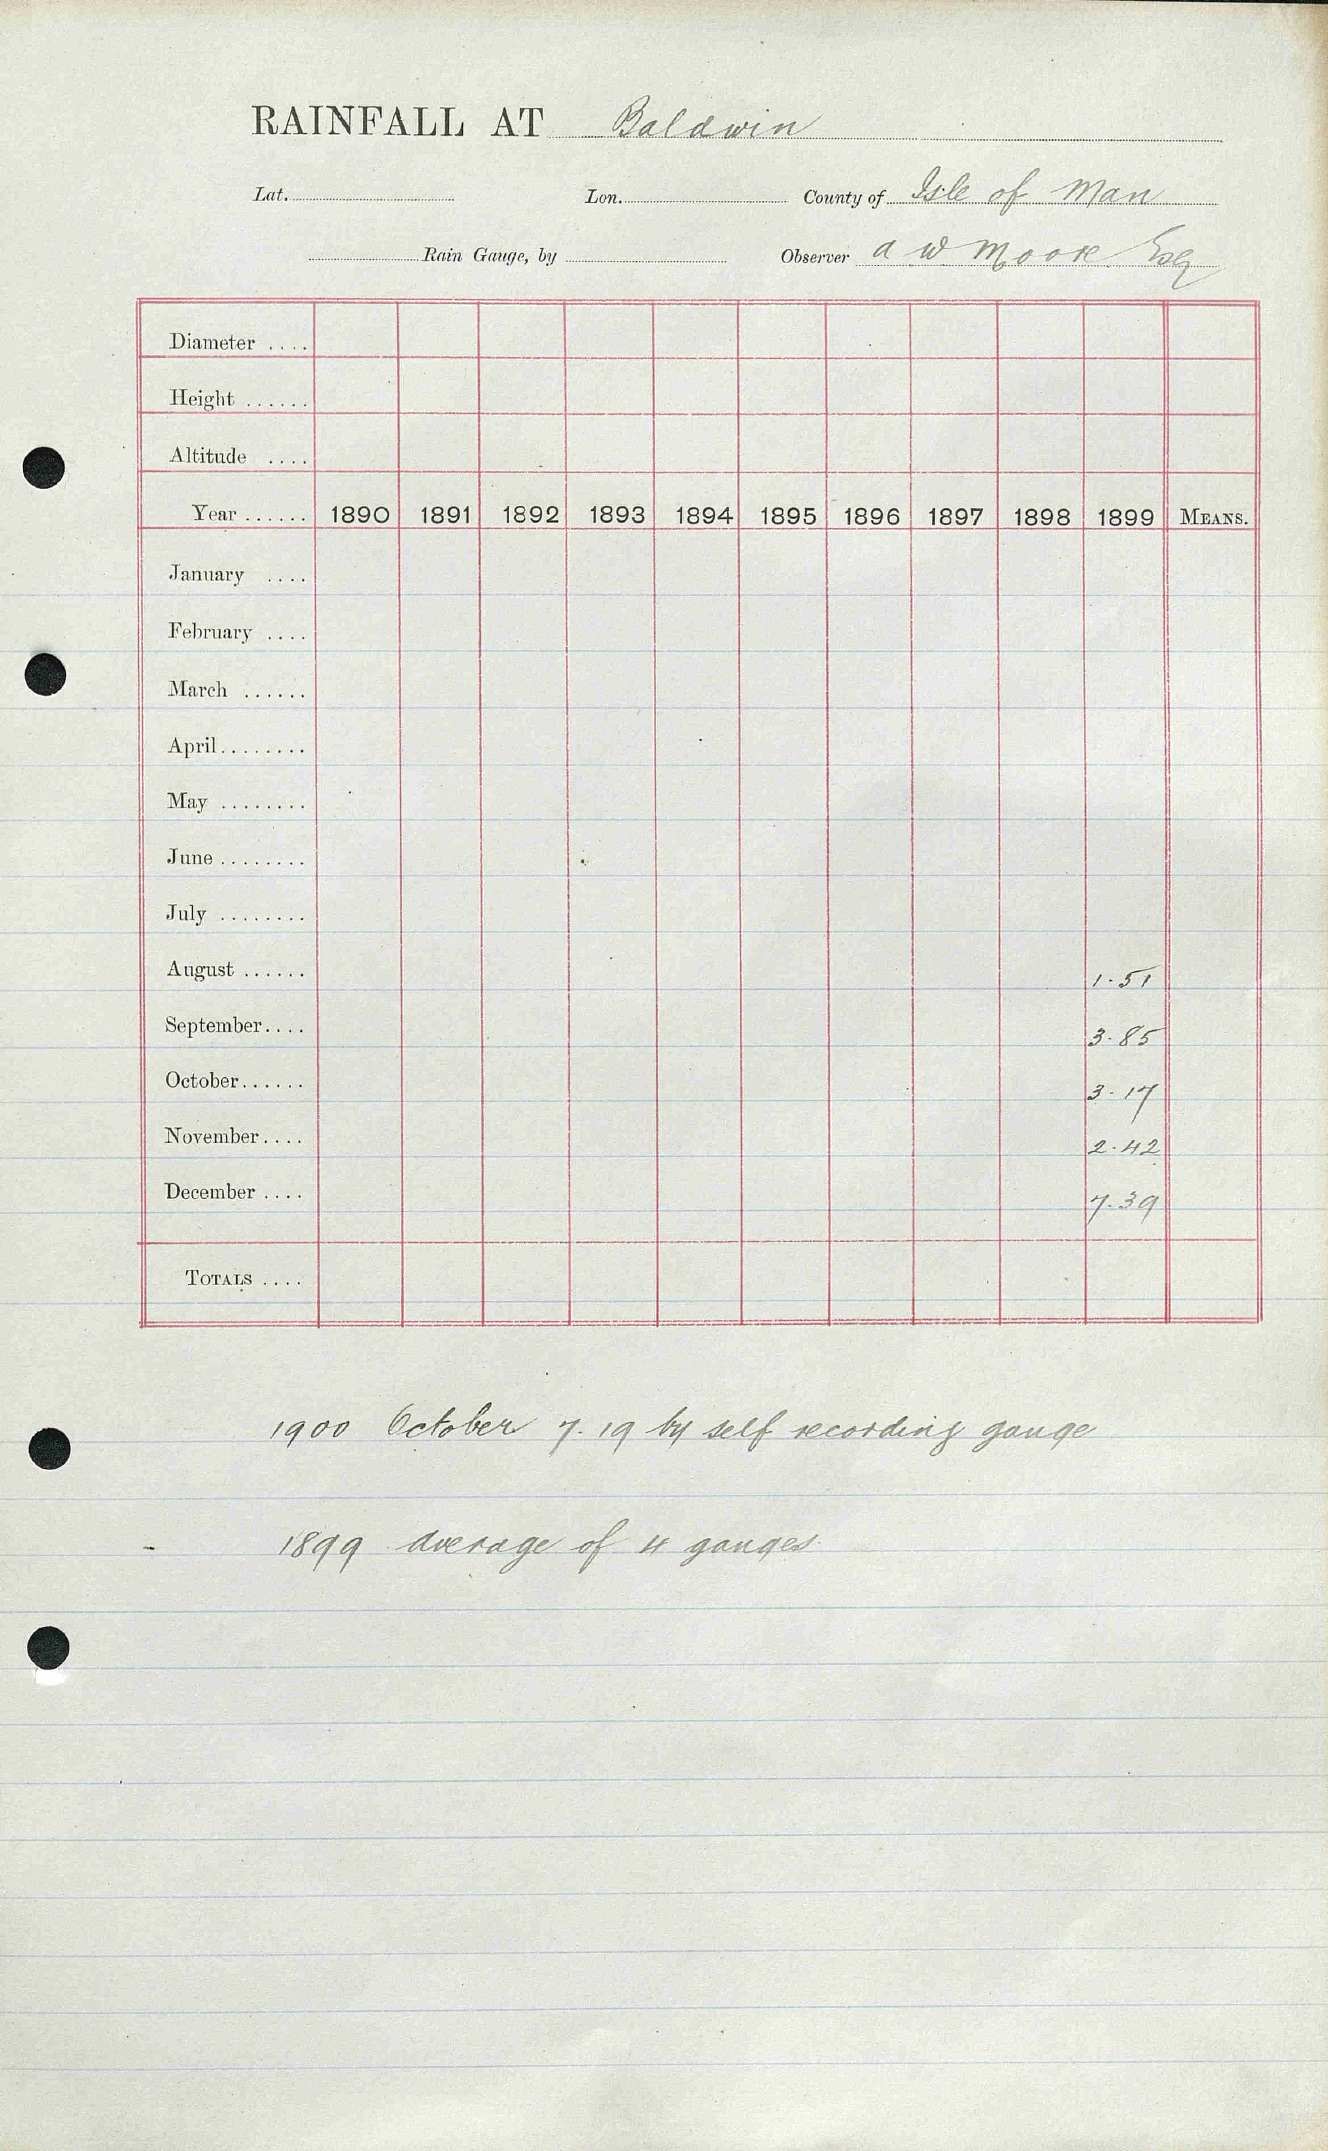 RAINFALL AT Baldwin
Lat. Lon. County of Isle of Man
Rain Gauge, by Observer A W Moore Esq
Diameter ....
Height ......
Altitude ....
Year ...... 1890 1891 1892 1893 1894 1895 1896 1897 1898 1899 MEANS.
January ....
February ....
March ......
April ........
May ........
June ........
July ........
August ...... 1.51
September .... 3.85
October ...... 3.17
November .... 2.42
December .... 7.39
TOTALS ....
1900 October 7.19 by self recording gauge
1899 average of 4 gauges